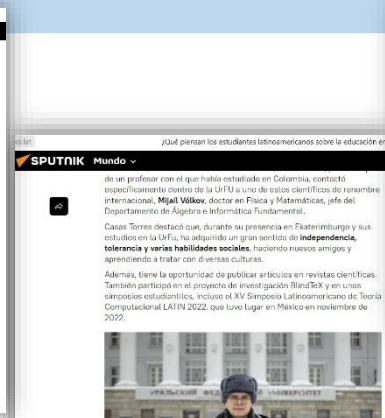 ¿Qué piensan los estudiantes latinoamericanos sobre la educación en
SPUTNIK Mundo
de un profesor con el que había estudiado en Colombia, contactó
específicamente dentro de la UrFU a uno de estos científicos de renombre
internacional, Mijaíl Vólkov, doctor en Física y Matemáticas, jefe del
Departamento de Álgebra e Informática Fundamental.
Casas Torres destacó que, durante su presencia en Ekaterimburgo y sus
estudios en la UrFu, ha adquirido un gran sentido de independencia,
tolerancia y varias habilidades sociales, haciendo nuevos amigos y
aprendiendo a tratar con diversas culturas.
Además, tiene la oportunidad de publicar artículos en revistas científicas.
También participó en el proyecto de investigación BlindTeX y en unos
simposios estudiantiles, incluso el XV Simposio Latinoamericano de Teoría
Computacional LATIN 2022, que tuvo lugar en México en noviembre de
2022.
УРАЛЬСКИЙ ФЕД УНИВЕРСИТЕТ